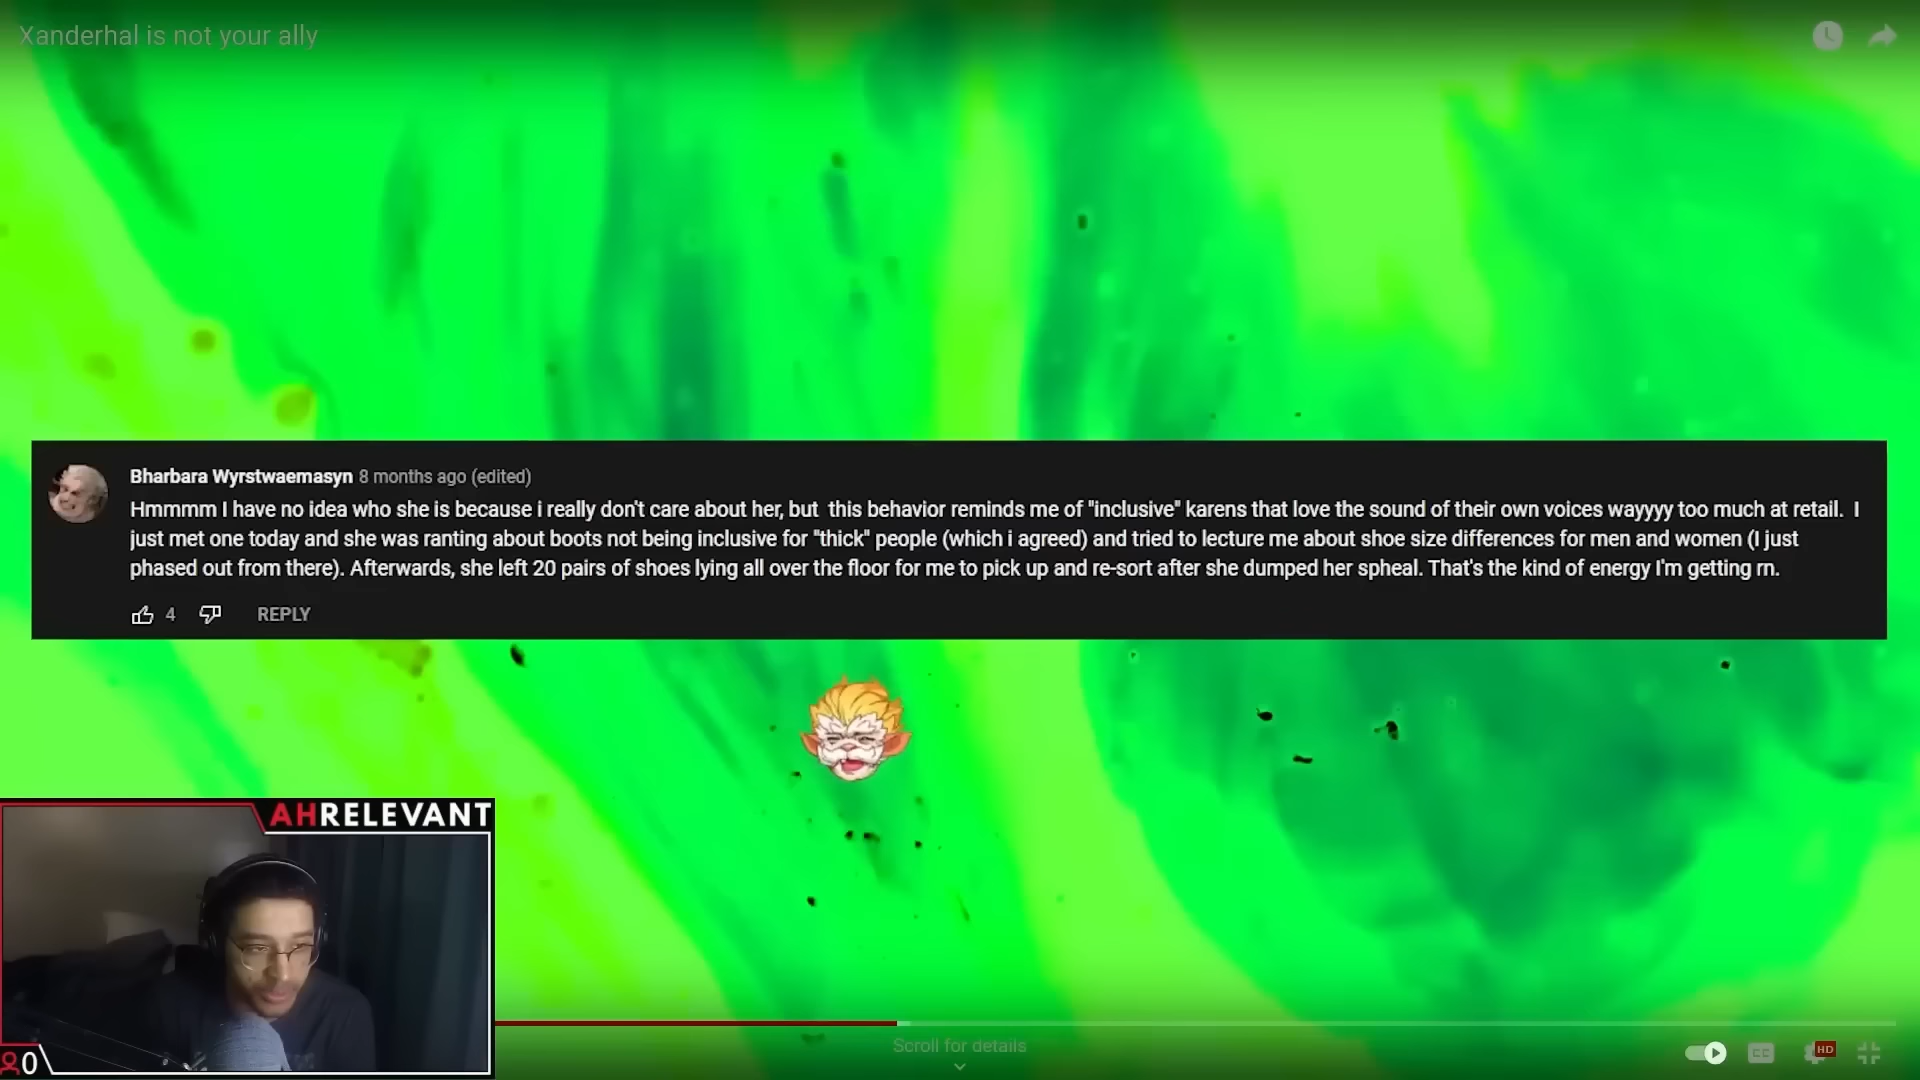 Xanderhal is not your ally
Bharbara Wyrstwaemasyn 8 months ago (edited)
Hmmmm I have no idea who she is because i really don't care about her, but  this behavior reminds me of "inclusive" karens that love the sound of their own voices wayyyy too much at retail.  I
just met one today and she was ranting about boots not being inclusive for "thick" people (which i agreed) and tried to lecture me about shoe size differences for men and women (I just
phased out from there). Afterwards, she left 20 pairs of shoes lying all over the floor for me to pick up and re-sort after she dumped her spheal. That's the kind of energy I'm getting rn.
4 REPLY
AHRELEVANT
0
Scroll for details
CC HD